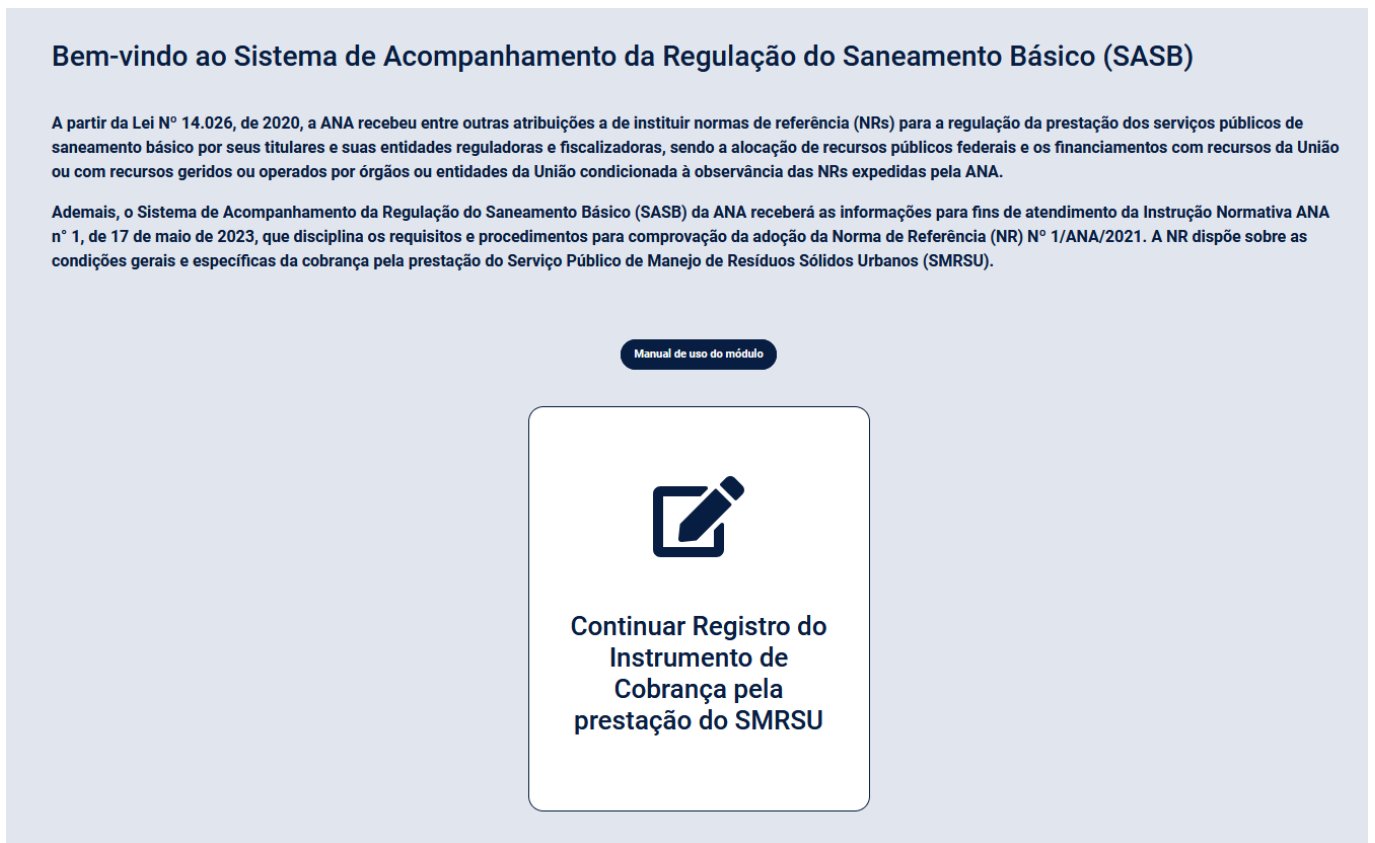 Bem-vindo ao Sistema de Acompanhamento da Regulação do Saneamento Básico (SASB)
A partir da Lei Nº 14.026, de 2020, a ANA recebeu entre outras atribuições a de instituir normas de referência (NRs) para a regulação da prestação dos serviços públicos de
saneamento básico por seus titulares e suas entidades reguladoras e fiscalizadoras, sendo a alocação de recursos públicos federais e os financiamentos com recursos da União
ou com recursos geridos ou operados por órgãos ou entidades da União condicionada à observância das NRs expedidas pela ANA.
Ademais, o Sistema de Acompanhamento da Regulação do Saneamento Básico (SASB) da ANA receberá as informações para fins de atendimento da Instrução Normativa ANA
n° 1, de 17 de maio de 2023, que disciplina os requisitos e procedimentos para comprovação da adoção da Norma de Referência (NR) Nº 1/ANA/2021. A NR dispõe sobre as
condições gerais e específicas da cobrança pela prestação do Serviço Público de Manejo de Resíduos Sólidos Urbanos (SMRSU).
Manual de uso do módulo
Continuar Registro do
Instrumento de
Cobrança pela
prestação do SMRSU